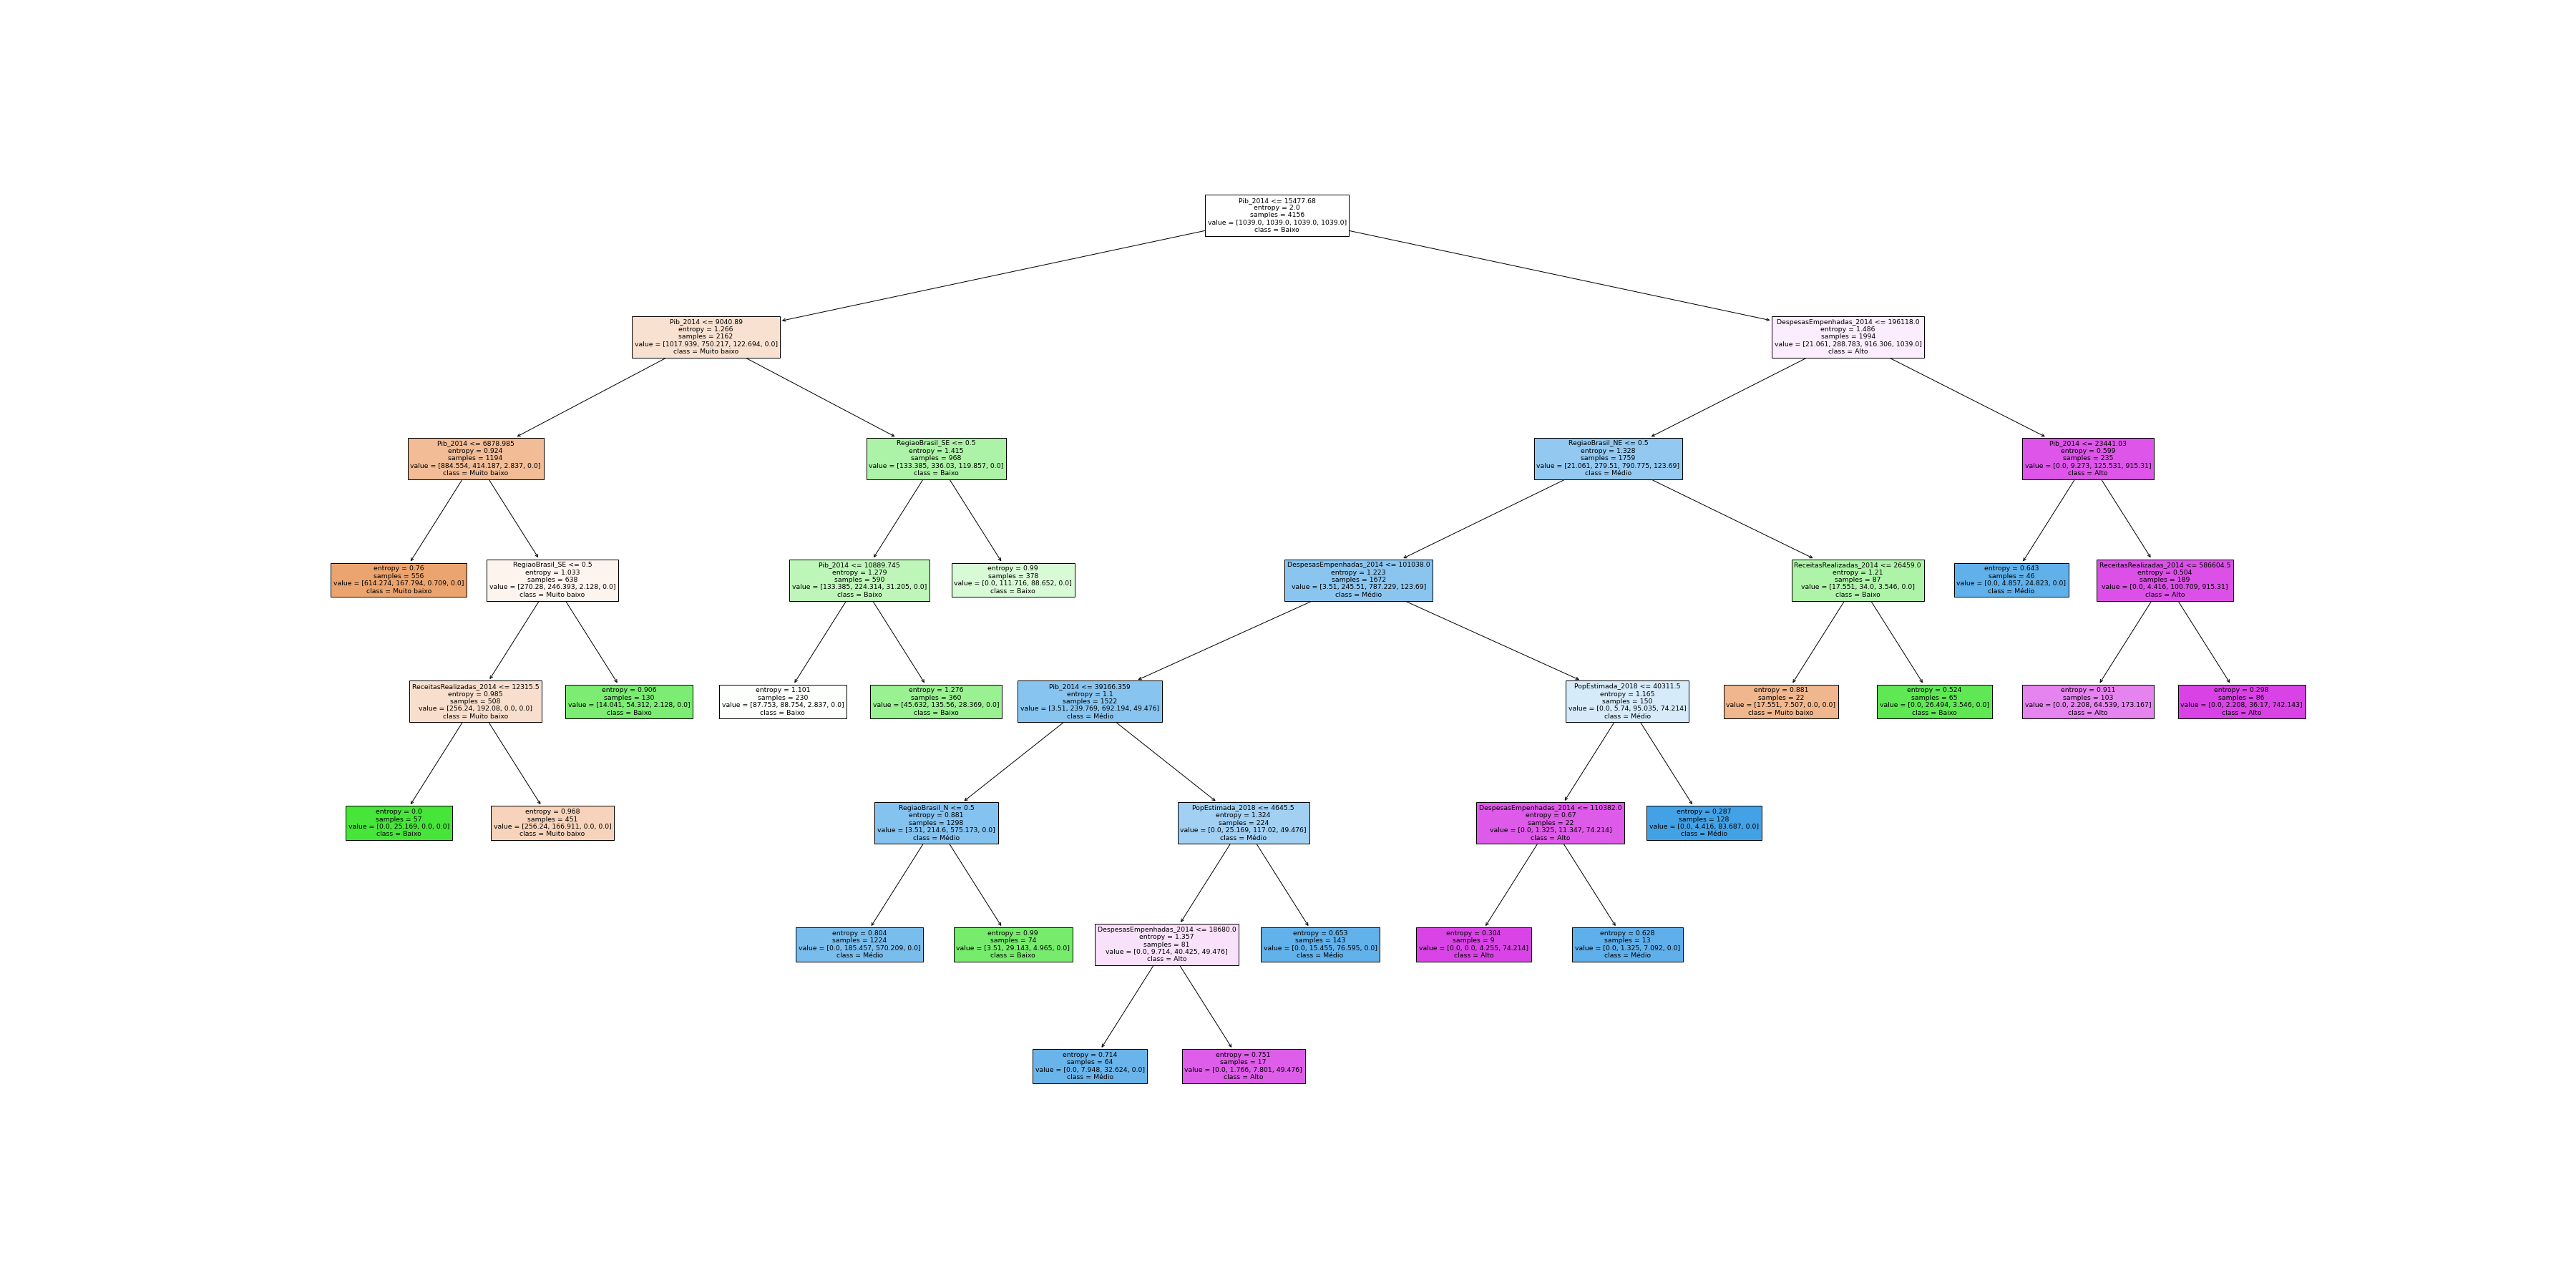 Pib_2014 <= 15477.68
entropy = 2.0
samples = 4156
value = [1039.0, 1039.0, 1039.0, 1039.0]
class = Baixo
Pib_2014 <= 9040.89
entropy = 1.266
samples = 2162
value = [1017.939, 750.217, 122.694, 0.0]
class = Muito baixo
DespesasEmpenhadas_2014 <= 196118.0
entropy = 1.486
samples = 1994
value = [21.061, 288.783, 916.306, 1039.0]
class = Alto
Pib_2014 <= 6878.985
entropy = 0.924
samples = 1194
value = [884.554, 414.187, 2.837, 0.0]
class = Muito baixo
RegiaoBrasil_SE <= 0.5
entropy = 1.415
samples = 968
value = [133.385, 336.03, 119.857, 0.0]
class = Baixo
RegiaoBrasil_NE <= 0.5
entropy = 1.328
samples = 1759
value = [21.061, 279.51, 790.775, 123.69]
class = Médio
Pib_2014 <= 23441.03
entropy = 0.599
samples = 235
value = [0.0, 9.273, 125.531, 915.31]
class = Alto
entropy = 0.76
samples = 556
value = [614.274, 167.794, 0.709, 0.0]
class = Muito baixo
RegiaoBrasil_SE <= 0.5
entropy = 1.033
samples = 638
value = [270.28, 246.393, 2.128, 0.0]
class = Muito baixo
Pib_2014 <= 10889.745
entropy = 1.279
samples = 590
value = [133.385, 224.314, 31.205, 0.0]
class = Baixo
entropy = 0.99
samples = 378
value = [0.0, 111.716, 88.652, 0.0]
class = Baixo
DespesasEmpenhadas_2014 <= 101038.0
entropy = 1.223
samples = 1672
value = [3.51, 245.51, 787.229, 123.69]
class = Médio
ReceitasRealizadas_2014 <= 26459.0
entropy = 1.21
samples = 87
value = [17.551, 34.0, 3.546, 0.0]
class = Baixo
entropy = 0.643
samples = 46
value = [0.0, 4.857, 24.823, 0.0]
class = Médio
ReceitasRealizadas_2014 <= 586604.5
entropy = 0.504
samples = 189
value = [0.0, 4.416, 100.709, 915.31]
class = Alto
ReceitasRealizadas_2014 <= 12315.5
entropy = 0.985
samples = 508
value = [256.24, 192.08, 0.0, 0.0]
class = Muito baixo
entropy = 0.906
samples = 130
value = [14.041, 54.312, 2.128, 0.0]
class = Baixo
entropy = 1.101
samples = 230
value = [87.753, 88.754, 2.837, 0.0]
class = Baixo
entropy = 1.276
samples = 360
value = [45.632, 135.56, 28.369, 0.0]
class = Baixo
Pib_2014 <= 39166.359
entropy = 1.1
samples = 1522
value = [3.51, 239.769, 692.194, 49.476]
class = Médio
PopEstimada_2018 <= 40311.5
entropy = 1.165
samples = 150
value = [0.0, 5.74, 95.035, 74.214]
class = Médio
entropy = 0.881
samples = 22
value = [17.551, 7.507, 0.0, 0.0]
class = Muito baixo
entropy = 0.524
samples = 65
value = [0.0, 26.494, 3.546, 0.0]
class = Baixo
entropy = 0.911
samples = 103
value = [0.0, 2.208, 64.539, 173.167]
class = Alto
entropy = 0.298
samples = 86
value = [0.0, 2.208, 36.17, 742.143]
class = Alto
entropy = 0.0
samples = 57
value = [0.0, 25.169, 0.0, 0.0]
class = Baixo
entropy = 0.968
samples = 451
value = [256.24, 166.911, 0.0, 0.0]
class = Muito baixo
RegiaoBrasil_N <= 0.5
entropy = 0.881
samples = 1298
value = [3.51, 214.6, 575.173, 0.0]
class = Médio
PopEstimada_2018 <= 4645.5
entropy = 1.324
samples = 224
value = [0.0, 25.169, 117.02, 49.476]
class = Médio
DespesasEmpenhadas_2014 <= 110382.0
entropy = 0.67
samples = 22
value = [0.0, 1.325, 11.347, 74.214]
class = Alto
entropy = 0.287
samples = 128
value = [0.0, 4.416, 83.687, 0.0]
class = Médio
entropy = 0.804
samples = 1224
value = [0.0, 185.457, 570.209, 0.0]
class = Médio
entropy = 0.99
samples = 74
value = [3.51, 29.143, 4.965, 0.0]
class = Baixo
DespesasEmpenhadas_2014 <= 18680.0
entropy = 1.357
samples = 81
value = [0.0, 9.714, 40.425, 49.476]
class = Alto
entropy = 0.653
samples = 143
value = [0.0, 15.455, 76.595, 0.0]
class = Médio
entropy = 0.304
samples = 9
value = [0.0, 0.0, 4.255, 74.214]
class = Alto
entropy = 0.628
samples = 13
value = [0.0, 1.325, 7.092, 0.0]
class = Médio
entropy = 0.714
samples = 64
value = [0.0, 7.948, 32.624, 0.0]
class = Médio
entropy = 0.751
samples = 17
value = [0.0, 1.766, 7.801, 49.476]
class = Alto